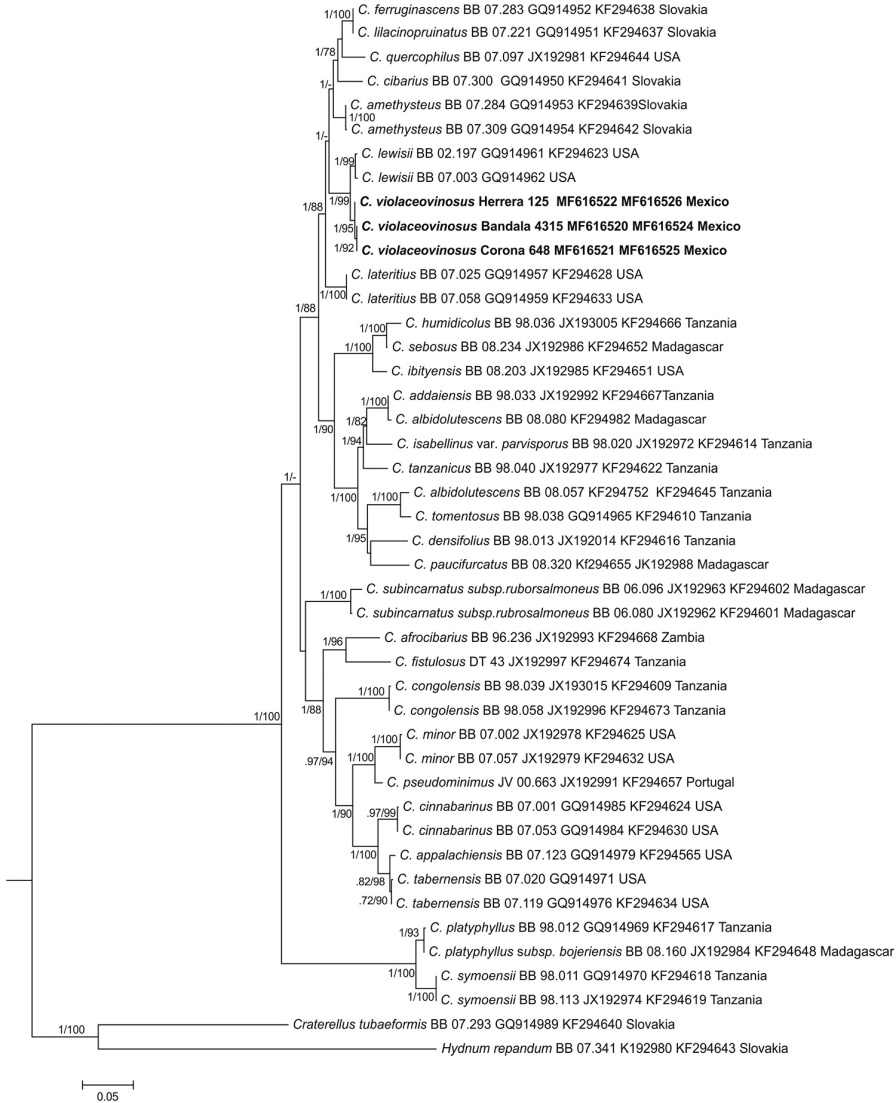 C. ferruginascens BB 07.283 GQ914952 KF294638 Slovakia
1/100
C. lilacinopruinatus BB 07.221 GQ914951 KF294637 Slovakia
1/78
C. quercophilus BB 07.097 JX192981 KF294644 USA
C. cibarius BB 07.300 GQ914950 KF294641 Slovakia
1/-
C. amethysteus BB 07.284 GQ914953 KF294639Slovakia
1/100
C. amethysteus BB 07.309 GQ914954 KF294642 Slovakia
1/-
C. lewisii BB 02.197 GQ914961 KF294623 USA
1/99
C. lewisii BB 07.003 GQ914962 USA
1/99
C. violaceovinosus Herrera 125 MF616522 MF616526 Mexico
1/88
C. violaceovinosus Bandala 4315 MF616520 MF616524 Mexico
1/95
C. violaceovinosus Corona 648 MF616521 MF616525 Mexico
1/92
C. lateritius BB 07.025 GQ914957 KF294628 USA
1/100
C. lateritius BB 07.058 GQ914959 KF294633 USA
1/88
C. humidicolus BB 98.036 JX193005 KF294666 Tanzania
1/100
C. sebosus BB 08.234 JX192986 KF294652 Madagascar
1/100
C. ibityensis BB 08.203 JX192985 KF294651 USA
C. addaiensis BB 98.033 JX192992 KF294667Tanzania
1/100
C. albidolutescens BB 08.080 KF294982 Madagascar
1/82
1/90
C. isabellinus var. parvisporus BB 98.020 JX192972 KF294614 Tanzania
1/94
C. tanzanicus BB 98.040 JX192977 KF294622 Tanzania
1/-
C. albidolutescens BB 08.057 KF294752 KF294645 Tanzania
1/100
1/100
C. tomentosus BB 98.038 GQ914965 KF294610 Tanzania
1/95
C. densifolius BB 98.013 JX192014 KF294616 Tanzania
C. paucifurcatus BB 08.320 Kf294655 JK192988 Madagascar
C. subincarnatus subsp.ruborsalmoneus BB 06.096 JX192963 KF294602 Madagascar
1/100
C. subincarnatus subsp.rubrosalmoneus BB 06.080 JX192962 KF294601 Madagascar
C. afrocibarius BB 96.236 JX192993 KF294668 Zambia
1/96
C. fistulosus DT 43 JX192997 KF294674 Tanzania
C. congolensis BB 98.039 JX193015 KF294609 Tanzania
1/100
1/88
C. congolensis BB 98.058 JX192996 KF294673 Tanzania
1/100
C. minor BB 07.002 JX192978 KF294625 USA
1/100
C. minor BB 07.057 JX192979 KF294632 USA
.97/94
1/100
C. pseudominimus JV 00.663 JX192991 KF294657 Portugal
C. cinnabarinus BB 07.001 GQ914985 KF294624 USA
.97/99
1/90
C. cinnabarinus BB 07.053 GQ914984 KF294630 USA
1/100
C. appalachiensis BB 07.123 GQ914979 KF294565 USA
C. tabernensis BB 07.020 GQ914971 USA
.82/98
C. tabernensis BB 07.119 GQ914976 KF294634 USA
.72/90
C. platyphyllus BB 98.012 GQ914969 KF294617 Tanzania
1/93
C. platyphyllus subsp. bojeriensis BB 08.160 JX192984 KF294648 Madagascar
1/100
C. symoensii BB 98.011 GQ914970 KF294618 Tanzania
1/100
C. symoensii BB 98.113 JX192974 KF294619 Tanzania
Craterellus tubaeformis BB 07.293 GQ914989 KF294640 Slovakia
1/100
Hydnum repandum BB 07.341 K192980 KF294643 Slovakia
0.05